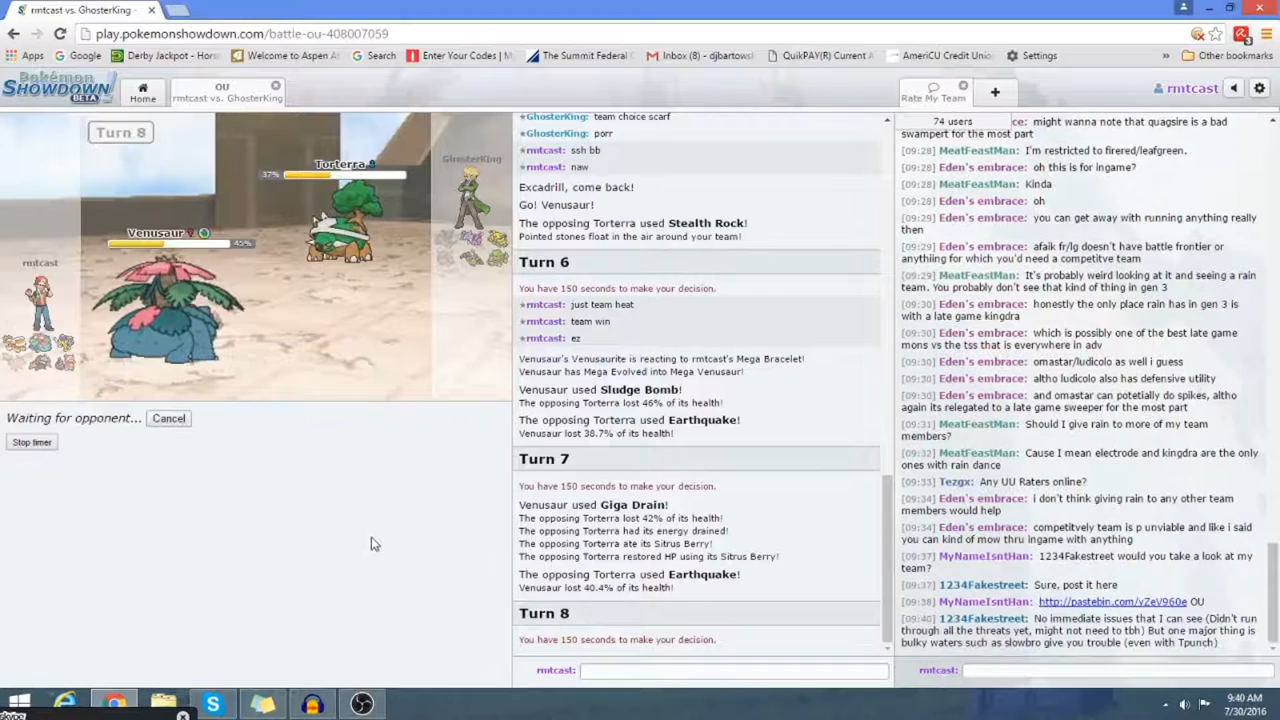 rmtcast vs. GhosterKing -
play.pokemonshowdown.com/battle-ou-408007059
Apps Google Derby Jackpot - Hors Welcome to Aspen A Search Enter Your Codes | The Summit Federal C Inbox (8) - djbartows QuikPAY(R) Current A AmeriCU Credit Unio Settings » Other bookmarks
Pokémon
SHOWDOWN
BETA
Home
OU
rmtcast vs. GhosterKing
Rate My Team
+
rmtcast
Turn 8
Torterra
37%
GhosterKing
Venusaur
45%
rmtcast
Waiting for opponent... Cancel
Stop timer
GhosterKing: team choice scarf
GhosterKing: porr
rmtcast: ssh bb
rmtcast: naw
Excadrill, come back!
Go! Venusaur!
The opposing Torterra used Stealth Rock!
Pointed stones float in the air around your team!
Turn 6
You have 150 seconds to make your decision.
rmtcast: just team heat
rmtcast: team win
rmtcast: ez
Venusaur's Venusaurite is reacting to rmtcast's Mega Bracelet!
Venusaur has Mega Evolved into Mega Venusaur!
Venusaur used Sludge Bomb!
The opposing Torterra lost 46% of its health!
The opposing Torterra used Earthquake!
Venusaur lost 38.7% of its health!
Turn 7
You have 150 seconds to make your decision.
Venusaur used Giga Drain!
The opposing Torterra lost 42% of its health!
The opposing Torterra had its energy drained!
The opposing Torterra ate its Sitrus Berry!
The opposing Torterra restored HP using its Sitrus Berry!
The opposing Torterra used Earthquake!
Venusaur lost 40.4% of its health!
Turn 8
You have 150 seconds to make your decision.
rmtcast:
74 users
ce: might wanna note that quagsire is a bad
swampert for the most part
[09:28] MeatFeastMan: I'm restricted to firered/leafgreen.
[09:28] Eden's embrace: oh this is for ingame?
[09:28] MeatFeastMan: Kinda
[09:28] Eden's embrace: oh
[09:29] Eden's embrace: you can get away with running anything really
then
[09:29] Eden's embrace: afaik fr/lg doesn't have battle frontier or
anythiing for which you'd need a competitve team
[09:29] MeatFeastMan: It's probably weird looking at it and seeing a rain
team. You probably don't see that kind of thing in gen 3
[09:30] Eden's embrace: honestly the only place rain has in gen 3 is
with a late game kingdra
[09:30] Eden's embrace: which is possibly one of the best late game
mons vs the tss that is everywhere in adv
[09:30] Eden's embrace: omastar/ludicolo as well i guess
[09:30] Eden's embrace: altho ludicolo also has defensive utility
[09:30] Eden's embrace: and omastar can potetially do spikes, altho
again its relegated to a late game sweeper for the most part
[09:31] MeatFeastMan: Should I give rain to more of my team
members?
[09:32] MeatFeastMan: Cause I mean electrode and kingdra are the only
ones with rain dance
[09:33] Tezgx: Any UU Raters online?
[09:34] Eden's embrace: i don't think giving rain to any other team
members would help
[09:34] Eden's embrace: competitvely team is p unviable and like i said
you can kind of mow thru ingame with anything
[09:37] MyNameIsntHan: 1234Fakestreet would you take a look at my
team?
[09:37] 1234Fakestreet: Sure, post it here
[09:38] MyNameIsntHan: http://pastebin.com/vZeV960e OU
[09:40] 1234Fakestreet: No immediate issues that I can see (Didn't run
through all the threats yet, might not need to tbh) But one major thing is
bulky waters such as slowbro give you trouble (even with Tpunch)
rmtcast:
skype
9:40 AM
7/30/2016